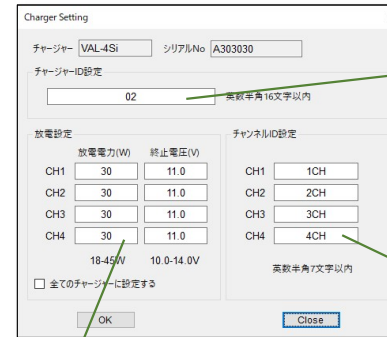 Charger Setting
チャージャー VAL-4Si シリアルNo A303030
チャージャーID設定
02 英数半角16文字以内
放電設定 チャンネルID設定
放電電力(W) 終止電圧(V)
CH1 30 11.0 CH1 1CH
CH2 30 11.0 CH2 2CH
CH3 30 11.0 CH3 3CH
CH4 30 11.0 CH4 4CH
18-45W 10.0-14.0V 英数半角7文字以内
全てのチャージャーに設定する
OK Close